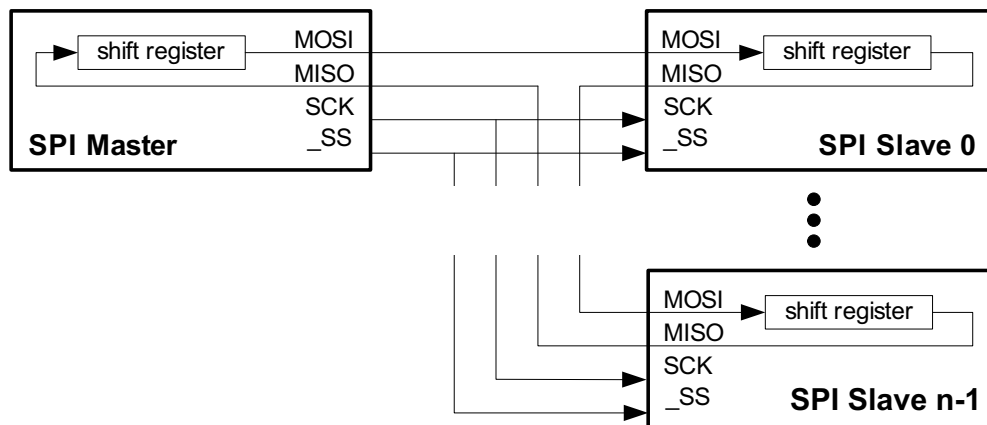 shift register
MOSI
MISO
SCK
_SS
SPI Master
MOSI
MISO
SCK
_SS
shift register
SPI Slave 0
MOSI
MISO
SCK
_SS
shift register
SPI Slave n-1